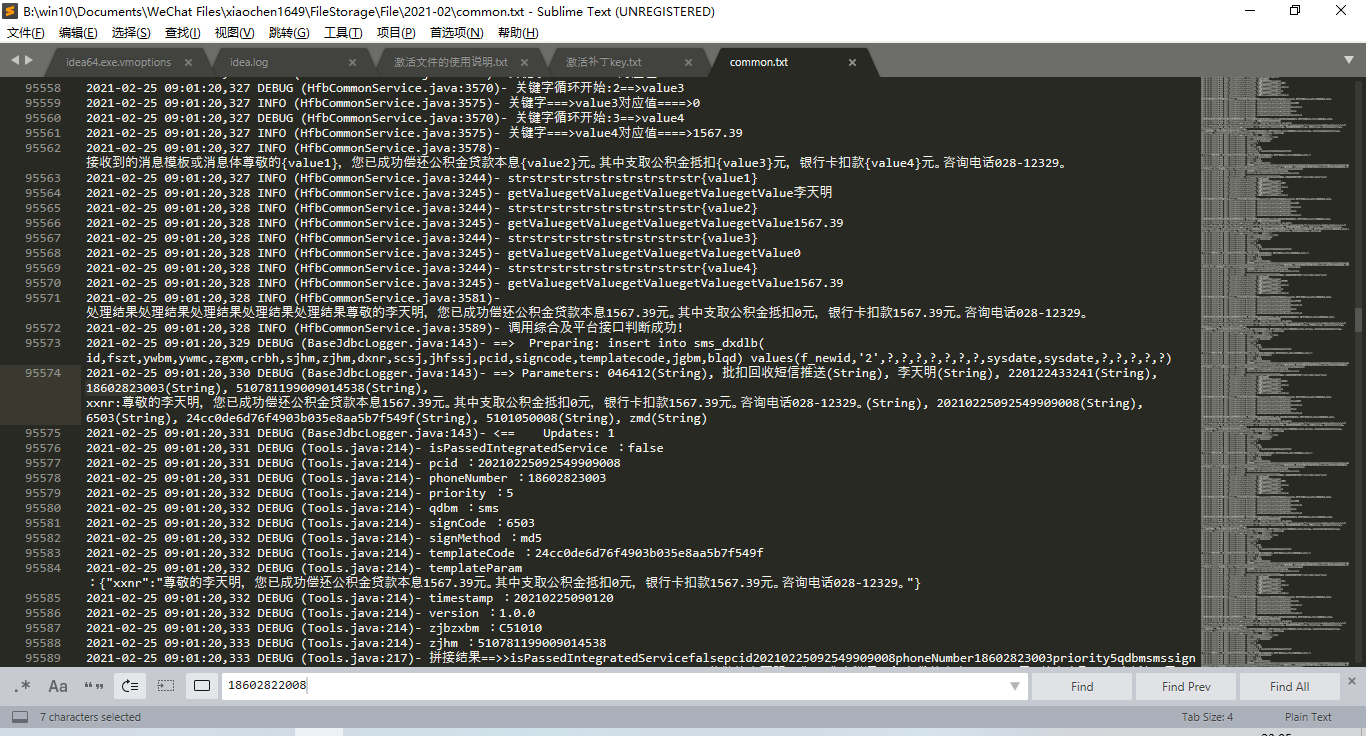 B:\win10\Documents\WeChat Files\xiaochen1649\FileStorage\File\2021-02\common.txt - Sublime Text (UNREGISTERED)
文件(F) 编辑(E) 选择(S) 查找(I) 视图(V) 跳转(G) 工具(T) 项目(P) 首选项(N) 帮助(H)
idea64.exe.vmoptions idea.log 激活文件的使用说明.txt 激活补丁key.txt common.txt
95558 2021-02-25 09:01:20,327 DEBUG (HfbCommonService.java:3570)- 关键字循环开始:2==>value3
95559 2021-02-25 09:01:20,327 INFO (HfbCommonService.java:3575)- 关键字===>value3对应值====>0
95560 2021-02-25 09:01:20,327 DEBUG (HfbCommonService.java:3570)- 关键字循环开始:3==>value4
95561 2021-02-25 09:01:20,327 INFO (HfbCommonService.java:3575)- 关键字===>value4对应值====>1567.39
95562 2021-02-25 09:01:20,327 INFO (HfbCommonService.java:3578)-
接收到的消息模板或消息体尊敬的{value1}，您已成功偿还公积金贷款本息{value2}元。其中支取公积金抵扣{value3}元，银行卡扣款{value4}元。咨询电话028-12329。
95563 2021-02-25 09:01:20,327 INFO (HfbCommonService.java:3244)- strstrstrstrstrstrstrstr{value1}
95564 2021-02-25 09:01:20,328 INFO (HfbCommonService.java:3245)- getValuegetValuegetValuegetValuegetValue李天明
95565 2021-02-25 09:01:20,328 INFO (HfbCommonService.java:3244)- strstrstrstrstrstrstrstr{value2}
95566 2021-02-25 09:01:20,328 INFO (HfbCommonService.java:3245)- getValuegetValuegetValuegetValuegetValue1567.39
95567 2021-02-25 09:01:20,328 INFO (HfbCommonService.java:3244)- strstrstrstrstrstrstrstr{value3}
95568 2021-02-25 09:01:20,328 INFO (HfbCommonService.java:3245)- getValuegetValuegetValuegetValuegetValue0
95569 2021-02-25 09:01:20,328 INFO (HfbCommonService.java:3244)- strstrstrstrstrstrstrstr{value4}
95570 2021-02-25 09:01:20,328 INFO (HfbCommonService.java:3245)- getValuegetValuegetValuegetValuegetValue1567.39
95571 2021-02-25 09:01:20,328 INFO (HfbCommonService.java:3581)-
处理结果处理结果处理结果处理结果处理结果尊敬的李天明，您已成功偿还公积金贷款本息1567.39元。其中支取公积金抵扣0元，银行卡扣款1567.39元。咨询电话028-12329。
95572 2021-02-25 09:01:20,328 INFO (HfbCommonService.java:3589)- 调用综合及平台接口判断成功！
95573 2021-02-25 09:01:20,329 DEBUG (BaseJdbcLogger.java:143)- ==> Preparing: insert into sms_dxdlb(
id,fszt,ywbm,ywmc,zgxm,crbh,sjhm,zjhm,dxnr,scsj,jhfssj,pcid,signcode,templatecode,jgbm,blqd) values(f_newid,'2',?,?,?,?,?,?,?,sysdate,sysdate,?,?,?,?,?)
95574 2021-02-25 09:01:20,330 DEBUG (BaseJdbcLogger.java:143)- ==> Parameters: 046412(String), 批扣回收短信推送(String), 李天明(String), 220122433241(String),
18602823003(String), 510781199009014538(String),
xxnr:尊敬的李天明，您已成功偿还公积金贷款本息1567.39元。其中支取公积金抵扣0元，银行卡扣款1567.39元。咨询电话028-12329。(String), 20210225092549909008(String),
6503(String), 24cc0de6d76f4903b035e8aa5b7f549f(String), 5101050008(String), zmd(String)
95575 2021-02-25 09:01:20,331 DEBUG (BaseJdbcLogger.java:143)- <== Updates: 1
95576 2021-02-25 09:01:20,331 DEBUG (Tools.java:214)- isPassedIntegratedService ：false
95577 2021-02-25 09:01:20,331 DEBUG (Tools.java:214)- pcid ：20210225092549909008
95578 2021-02-25 09:01:20,331 DEBUG (Tools.java:214)- phoneNumber ：18602823003
95579 2021-02-25 09:01:20,332 DEBUG (Tools.java:214)- priority ：5
95580 2021-02-25 09:01:20,332 DEBUG (Tools.java:214)- qdbm ：sms
95581 2021-02-25 09:01:20,332 DEBUG (Tools.java:214)- signCode ：6503
95582 2021-02-25 09:01:20,332 DEBUG (Tools.java:214)- signMethod ：md5
95583 2021-02-25 09:01:20,332 DEBUG (Tools.java:214)- templateCode ：24cc0de6d76f4903b035e8aa5b7f549f
95584 2021-02-25 09:01:20,332 DEBUG (Tools.java:214)- templateParam
：{"xxnr":"尊敬的李天明，您已成功偿还公积金贷款本息1567.39元。其中支取公积金抵扣0元，银行卡扣款1567.39元。咨询电话028-12329。"}
95585 2021-02-25 09:01:20,332 DEBUG (Tools.java:214)- timestamp ：20210225090120
95586 2021-02-25 09:01:20,332 DEBUG (Tools.java:214)- version ：1.0.0
95587 2021-02-25 09:01:20,333 DEBUG (Tools.java:214)- zjbzxbm ：C51010
95588 2021-02-25 09:01:20,333 DEBUG (Tools.java:214)- zjhm ：510781199009014538
95589 2021-02-25 09:01:20,333 DEBUG (Tools.java:217)- 拼接结果==>>isPassedIntegratedServicefalsepcid20210225092549909008phoneNumber18602823003priority5qdbmsmssign
.* Aa “” 18602822008 Find Find Prev Find All
7 characters selected Tab Size: 4 Plain Text